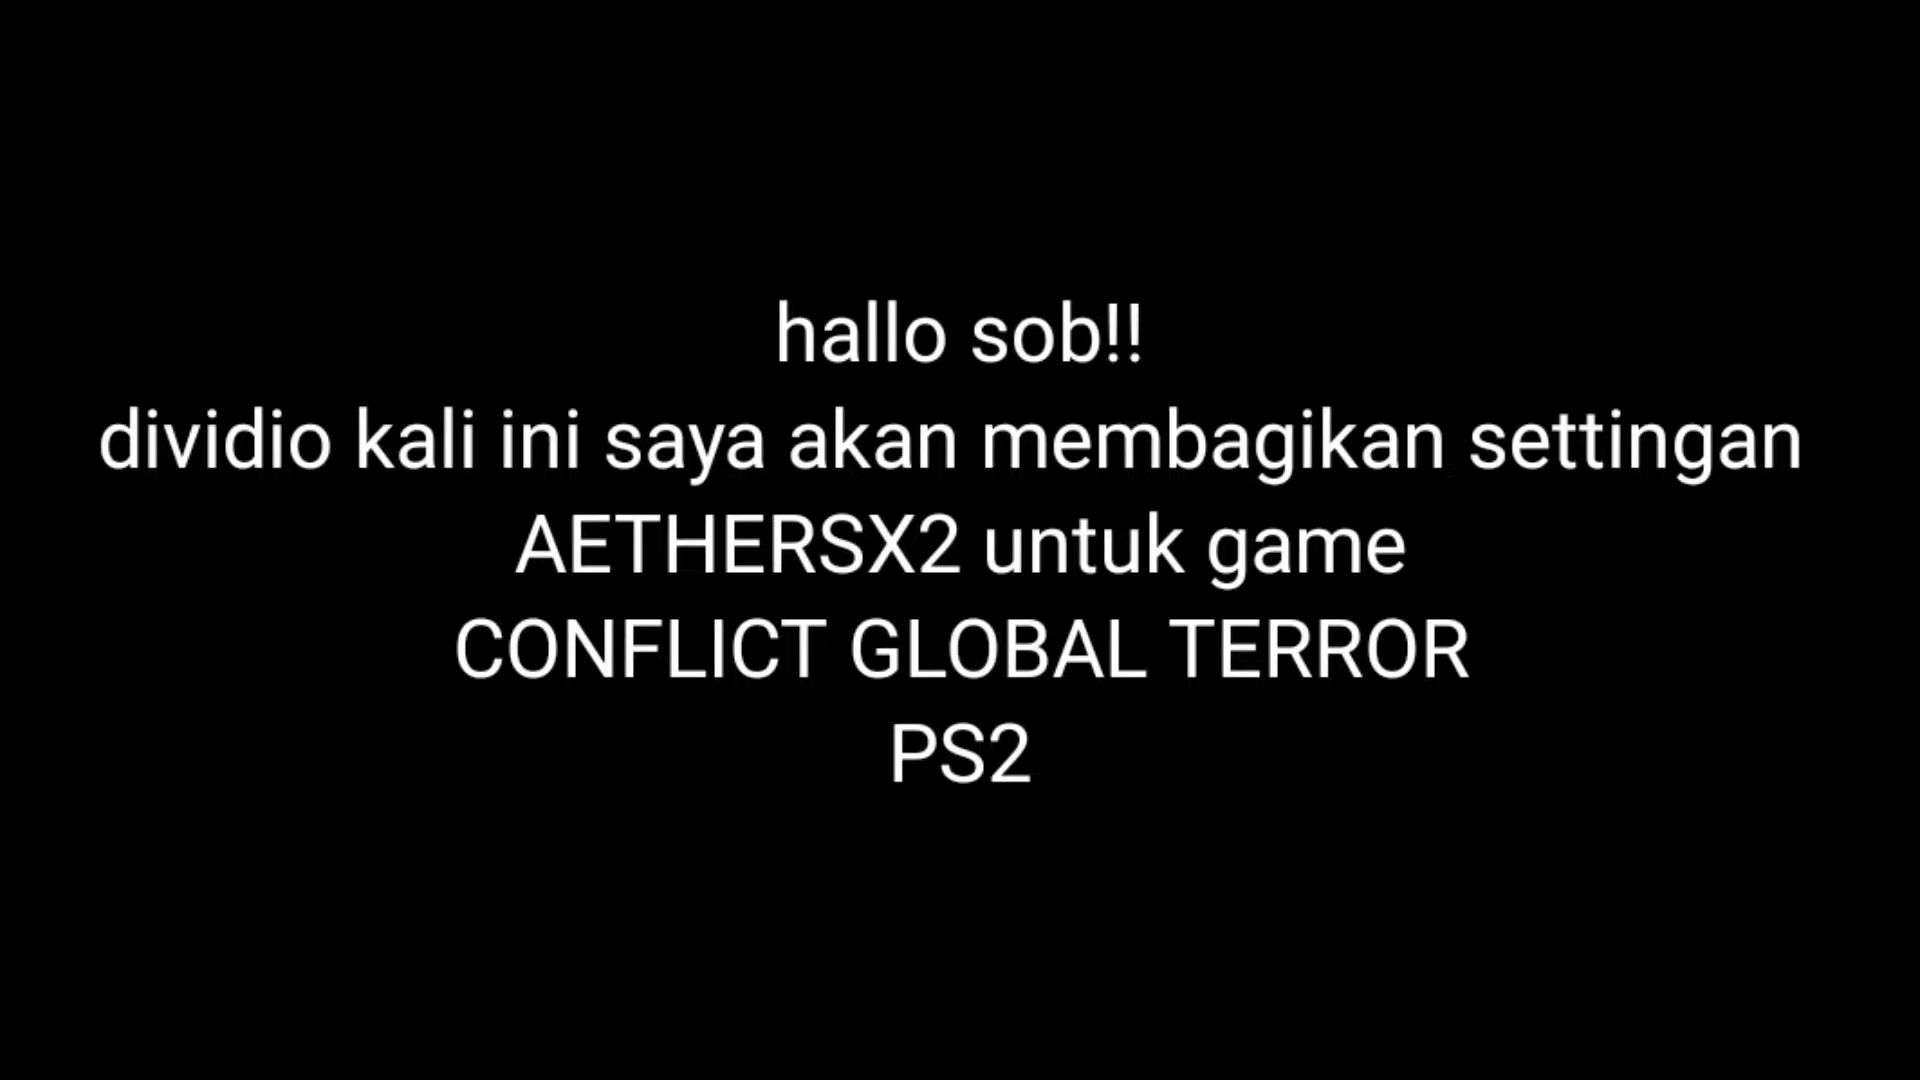 hallo sob!!
dividio kali ini saya akan membagikan settingan
AETHERSX2 untuk game
CONFLICT GLOBAL TERROR
PS2